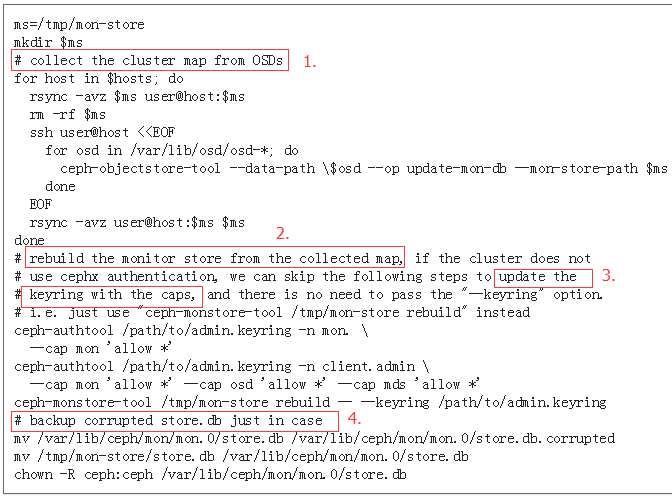 ms=/tmp/mon-store
mkdir $ms
# collect the cluster map from OSDs 1.
for host in $hosts; do
rsync -avz $ms user@host:$ms
rm -rf $ms
ssh user@host <<EOF
for osd in /var/lib/osd/osd-*; do
ceph-objectstore-tool --data-path \$osd --op update-mon-db --mon-store-path $ms
done
EOF
rsync -avz user@host:$ms $ms
2.
done
# rebuild the monitor store from the collected map, if the cluster does not
# use cephx authentication, we can skip the following steps to update the 3.
# keyring with the caps, and there is no need to pass the "--keyring" option.
# i.e. just use "ceph-monstore-tool /tmp/mon-store rebuild" instead
ceph-authtool /path/to/admin.keyring -n mon. \
--cap mon 'allow *'
ceph-authtool /path/to/admin.keyring -n client.admin \
--cap mon 'allow *' --cap osd 'allow *' --cap mds 'allow *'
ceph-monstore-tool /tmp/mon-store rebuild -- --keyring /path/to/admin.keyring
# backup corrupted store.db just in case 4.
mv /var/lib/ceph/mon/mon.0/store.db /var/lib/ceph/mon/mon.0/store.db.corrupted
mv /tmp/mon-store/store.db /var/lib/ceph/mon/mon.0/store.db
chown -R ceph:ceph /var/lib/ceph/mon/mon.0/store.db